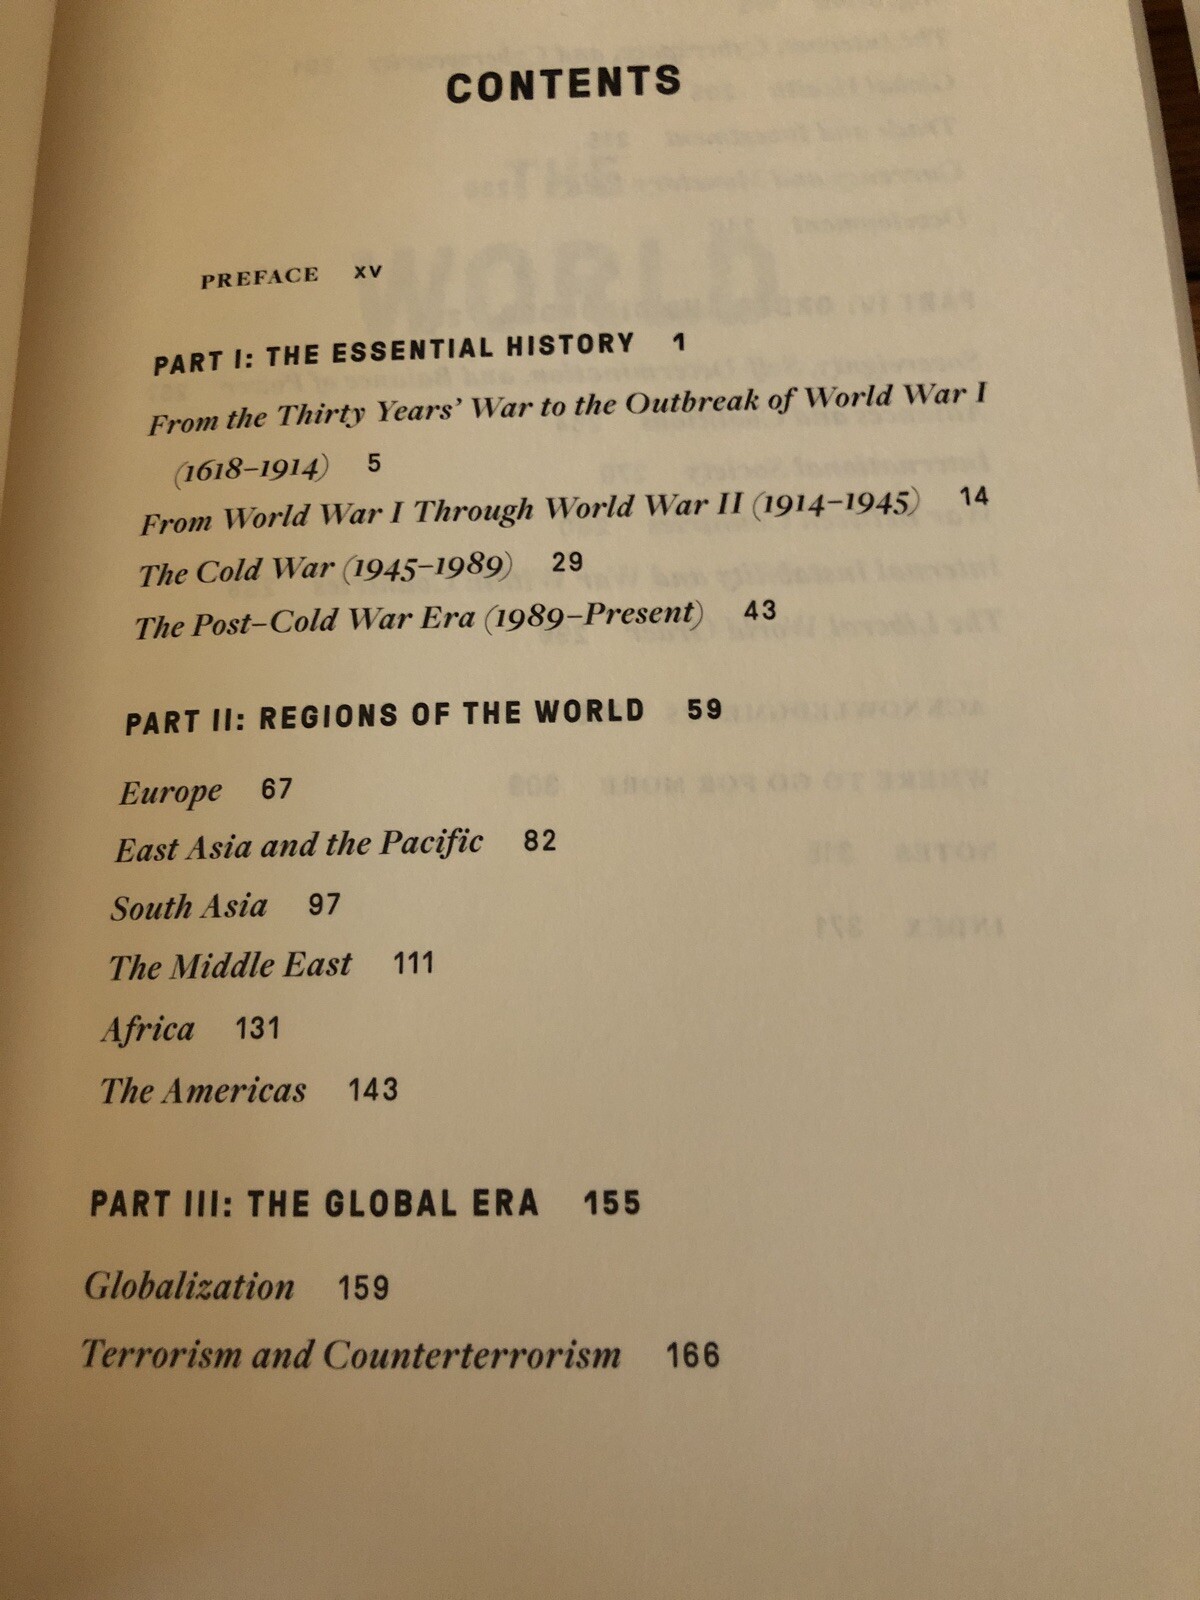 CONTENTS
PREFACE XV
PART I: THE ESSENTIAL HISTORY 1
From the Thirty Years' War to the Outbreak of World War I
(1618–1914) 5
From World War I Through World War II (1914–1945) 14
The Cold War (1945–1989) 29
The Post–Cold War Era (1989–Present) 43
PART II: REGIONS OF THE WORLD 59
Europe 67
East Asia and the Pacific 82
South Asia 97
The Middle East 111
Africa 131
The Americas 143
PART III: THE GLOBAL ERA 155
Globalization 159
Terrorism and Counterterrorism 166